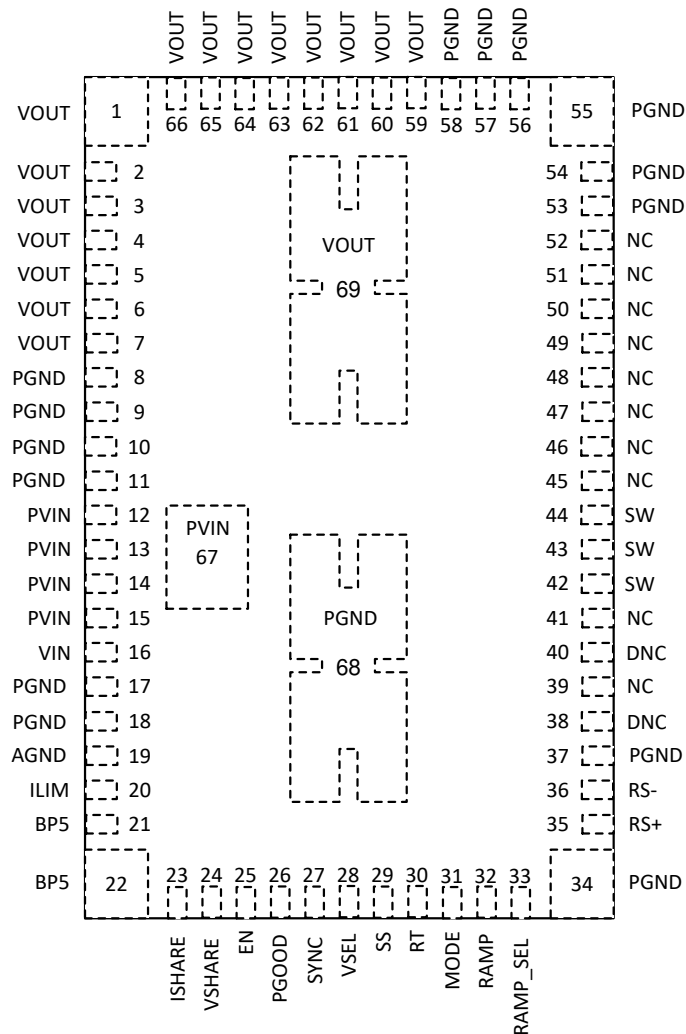 VOUT VOUT VOUT VOUT VOUT VOUT VOUT VOUT PGND PGND PGND
VOUT 1 66 65 64 63 62 61 60 59 58 57 56 55 PGND
VOUT 2 54 PGND
VOUT 3 53 PGND
VOUT 4 VOUT 52 NC
VOUT 5 69 51 NC
VOUT 6 50 NC
VOUT 7 49 NC
PGND 8 48 NC
PGND 9 47 NC
PGND 10 46 NC
PGND 11 45 NC
PVIN 12 PVIN 44 SW
PVIN 13 67 43 SW
PVIN 14 42 SW
PVIN 15 PGND 41 NC
VIN 16 68 40 DNC
PGND 17 39 NC
PGND 18 38 DNC
AGND 19 37 PGND
ILIM 20 36 RS-
BP5 21 35 RS+
BP5 22 23 24 25 26 27 28 29 30 31 32 33 34 PGND
ISHARE VSHARE EN PGOOD SYNC VSEL SS RT MODE RAMP RAMP_SEL